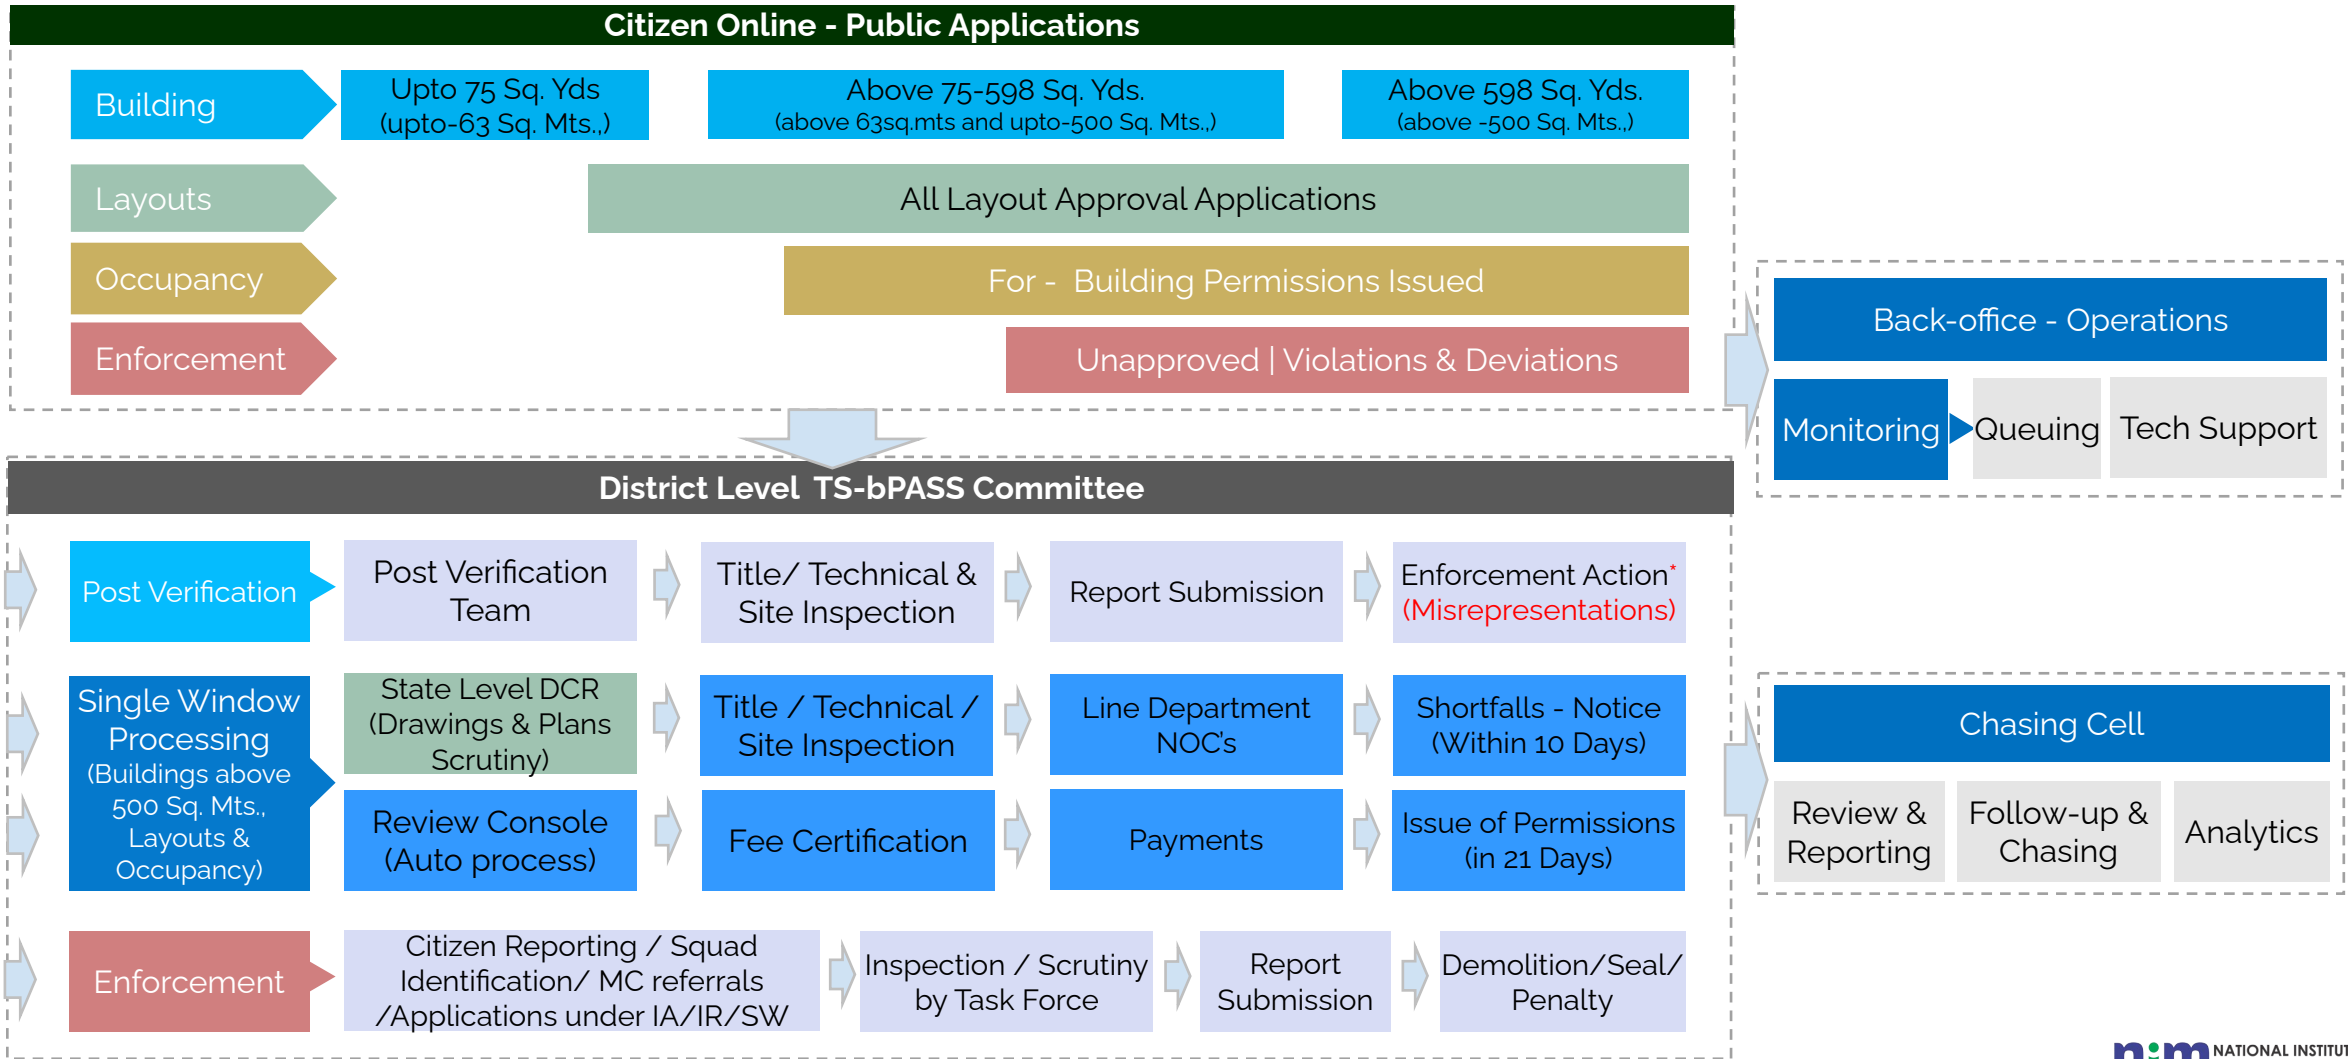 Citizen Online - Public Applications
Building
Upto 75 Sq. Yds
(upto-63 Sq. Mts.,)
Above 75-598 Sq. Yds.
(above 63sq.mts and upto-500 Sq. Mts.,)
Above 598 Sq. Yds.
(above -500 Sq. Mts.,)
Layouts
All Layout Approval Applications
Occupancy
For - Building Permissions Issued
Enforcement
Unapproved | Violations & Deviations
Back-office - Operations
Monitoring
Queuing
Tech Support
District Level TS-bPASS Committee
Post Verification
Post Verification
Team
Title/ Technical &
Site Inspection
Report Submission
Enforcement Action*
(Misrepresentations)
Single Window
Processing
(Buildings above
500 Sq. Mts.,
Layouts &
Occupancy)
State Level DCR
(Drawings & Plans
Scrutiny)
Title / Technical /
Site Inspection
Line Department
NOC's
Shortfalls - Notice
(Within 10 Days)
Review Console
(Auto process)
Fee Certification
Payments
Issue of Permissions
(in 21 Days)
Chasing Cell
Review &
Reporting
Follow-up &
Chasing
Analytics
Enforcement
Citizen Reporting / Squad
Identification/ MC referrals
/Applications under IA/IR/SW
Inspection / Scrutiny
by Task Force
Report
Submission
Demolition/Seal/
Penalty
NATIONAL